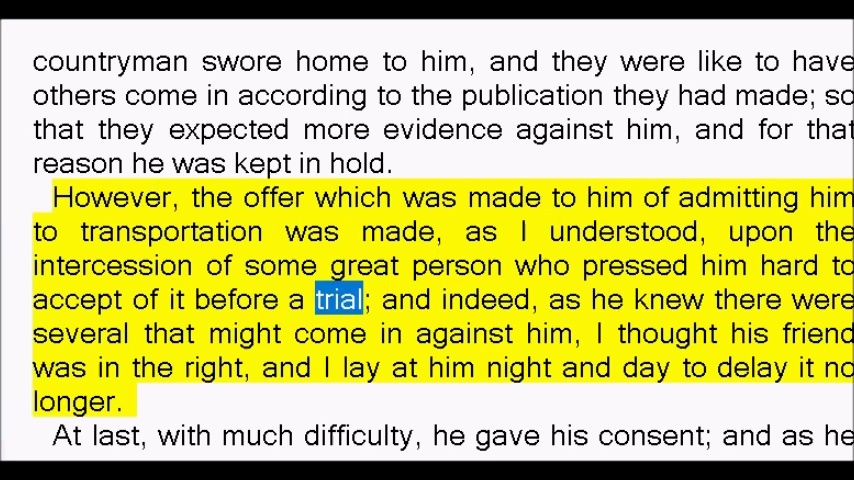 countryman swore home to him, and they were like to have
others come in according to the publication they had made; so
that they expected more evidence against him, and for that
reason he was kept in hold.
However, the offer which was made to him of admitting him
to transportation was made, as I understood, upon the
intercession of some great person who pressed him hard to
accept of it before a trial; and indeed, as he knew there were
several that might come in against him, I thought his friend
was in the right, and I lay at him night and day to delay it no
longer.
At last, with much difficulty, he gave his consent; and as he